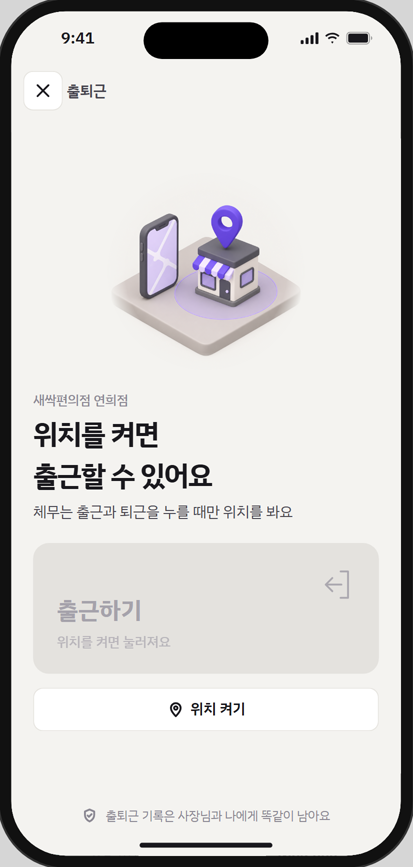 9:41
출퇴근
새싹편의점 연희점
위치를 켜면
출근할 수 있어요
체무는 출근과 퇴근을 누를 때만 위치를 봐요
출근하기
위치를 켜면 눌러져요
위치 켜기
출퇴근 기록은 사장님과 나에게 똑같이 남아요